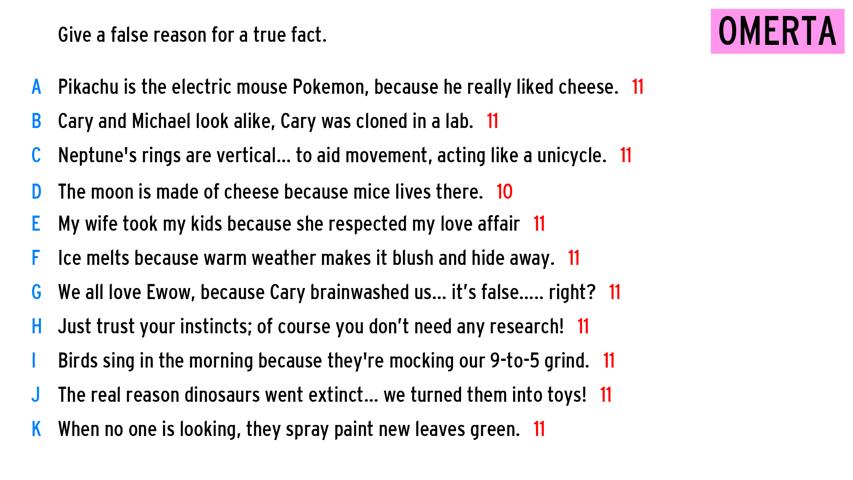 Give a false reason for a true fact.
OMERTA
A Pikachu is the electric mouse Pokemon, because he really liked cheese. 11
B Cary and Michael look alike, Cary was cloned in a lab. 11
C Neptune's rings are vertical... to aid movement, acting like a unicycle. 11
D The moon is made of cheese because mice lives there. 10
E My wife took my kids because she respected my love affair 11
F Ice melts because warm weather makes it blush and hide away. 11
G We all love Ewow, because Cary brainwashed us... it’s false..... right? 11
H Just trust your instincts; of course you don’t need any research! 11
I Birds sing in the morning because they're mocking our 9-to-5 grind. 11
J The real reason dinosaurs went extinct... we turned them into toys! 11
K When no one is looking, they spray paint new leaves green. 11